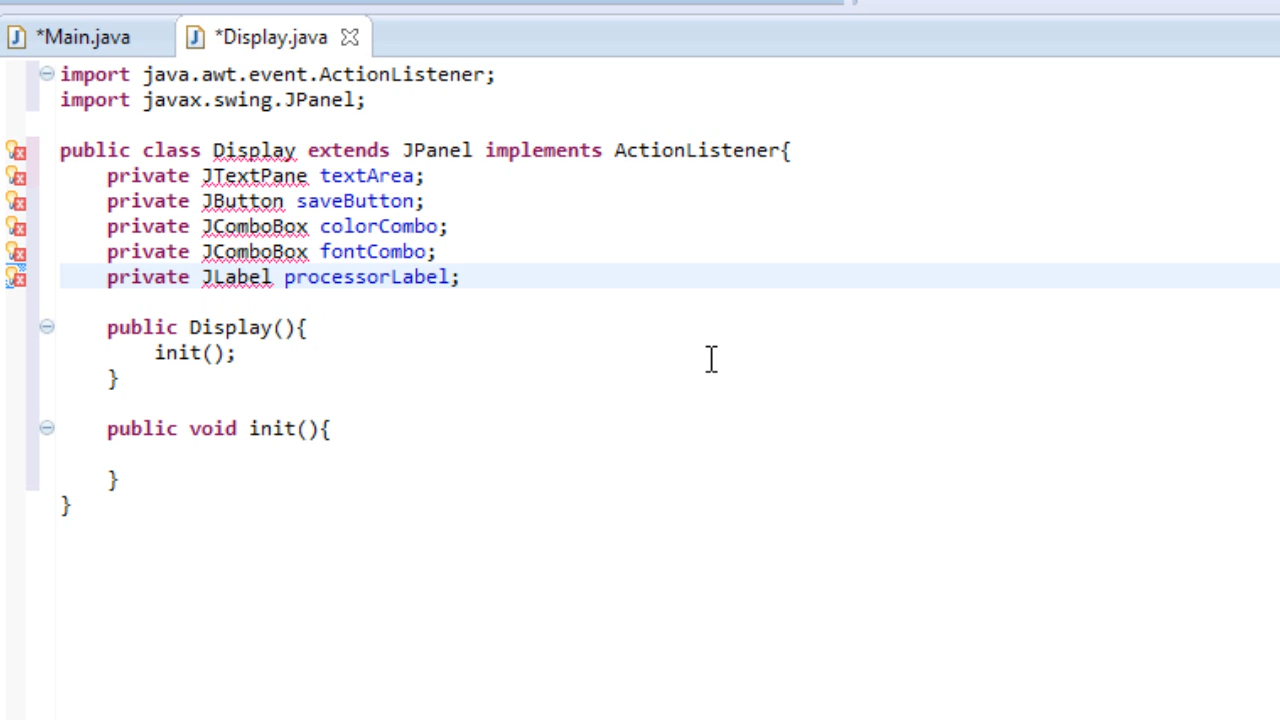 *Main.java
*Display.java
import java.awt.event.ActionListener;
import javax.swing.JPanel;
public class Display extends JPanel implements ActionListener{
private JTextPane textArea;
private JButton saveButton;
private JComboBox colorCombo;
private JComboBox fontCombo;
private JLabel processorLabel;
public Display(){
init();
}
public void init(){
}
}